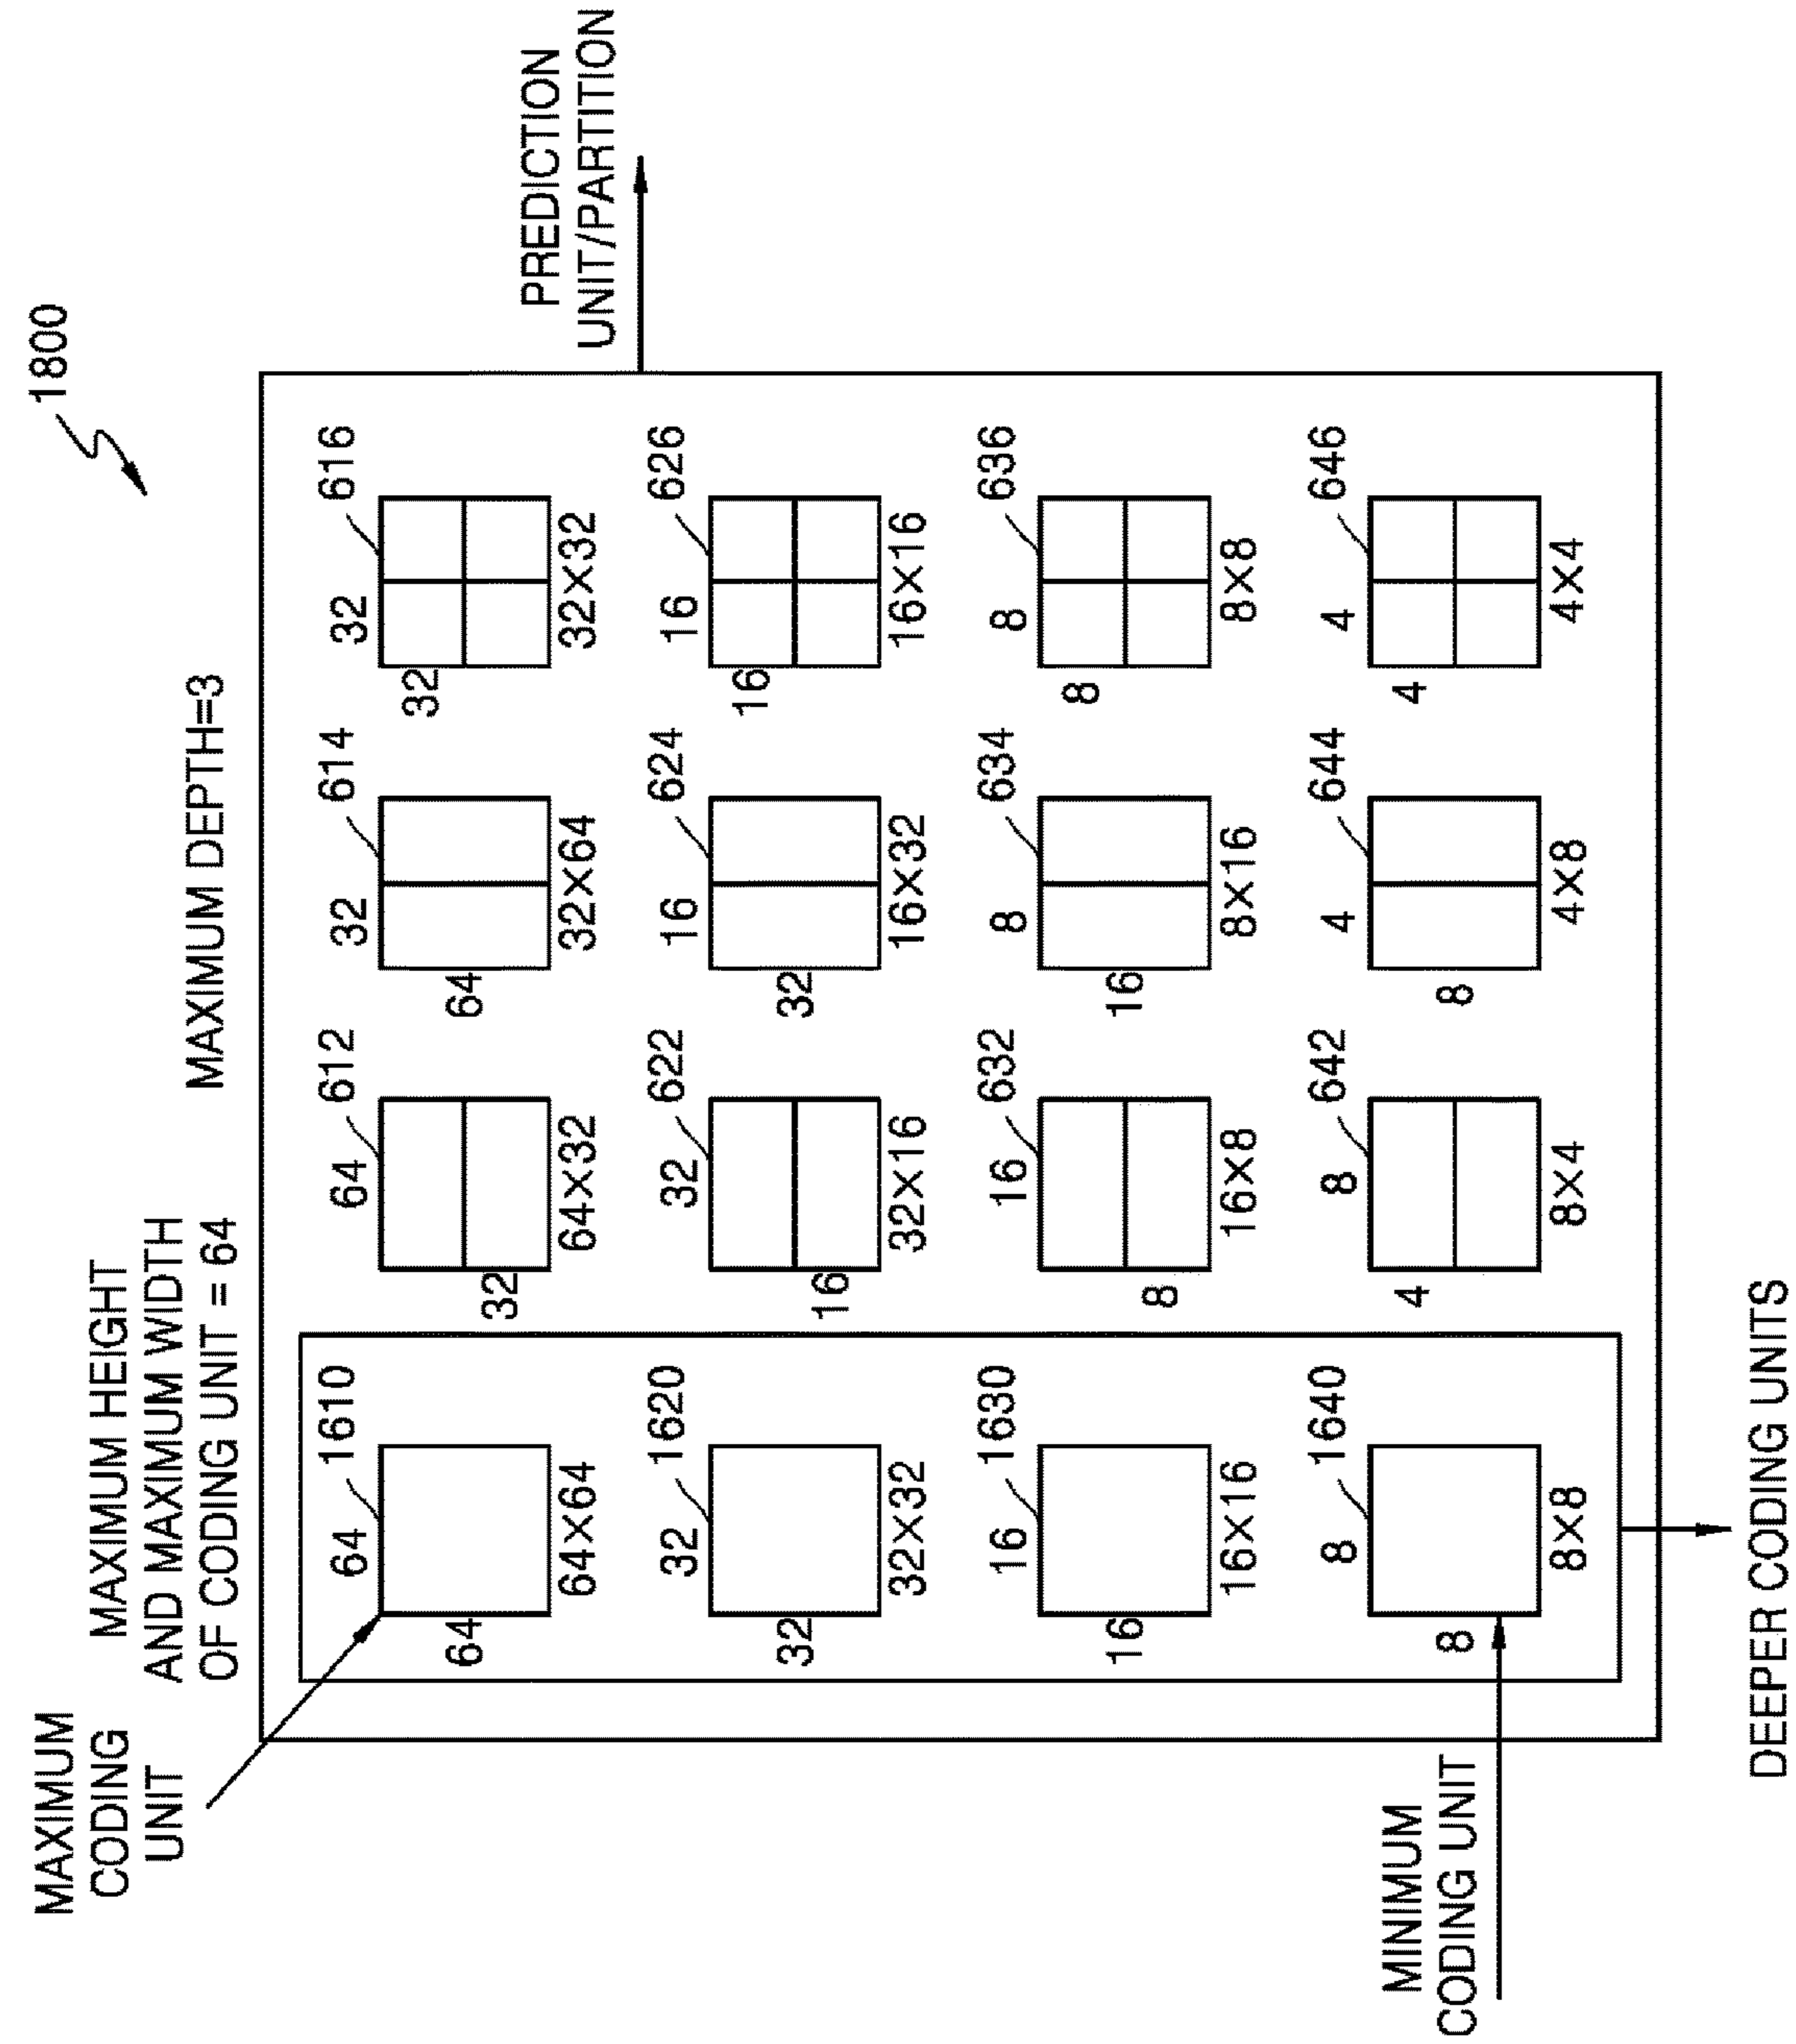 1800
MAXIMUM
CODING
UNIT
MAXIMUM HEIGHT
AND MAXIMUM WIDTH
OF CODING UNIT = 64
MAXIMUM DEPTH=3
64 1610 64 612 32 614 32 616
64 32 64 32
64×64 64×32 32×64 32×32
PREDICTION
UNIT/PARTITION
32 1620 32 622 16 624 16 626
32 16 32 16
32×32 32×16 16×32 16×16
16 1630 16 632 8 634 8 636
16 8 16 8
16×16 16×8 8×16 8×8
8 1640 8 642 4 644 4 646
8 4 8 4
8×8 8×4 4×8 4×4
MINIMUM
CODING UNIT
DEEPER CODING UNITS